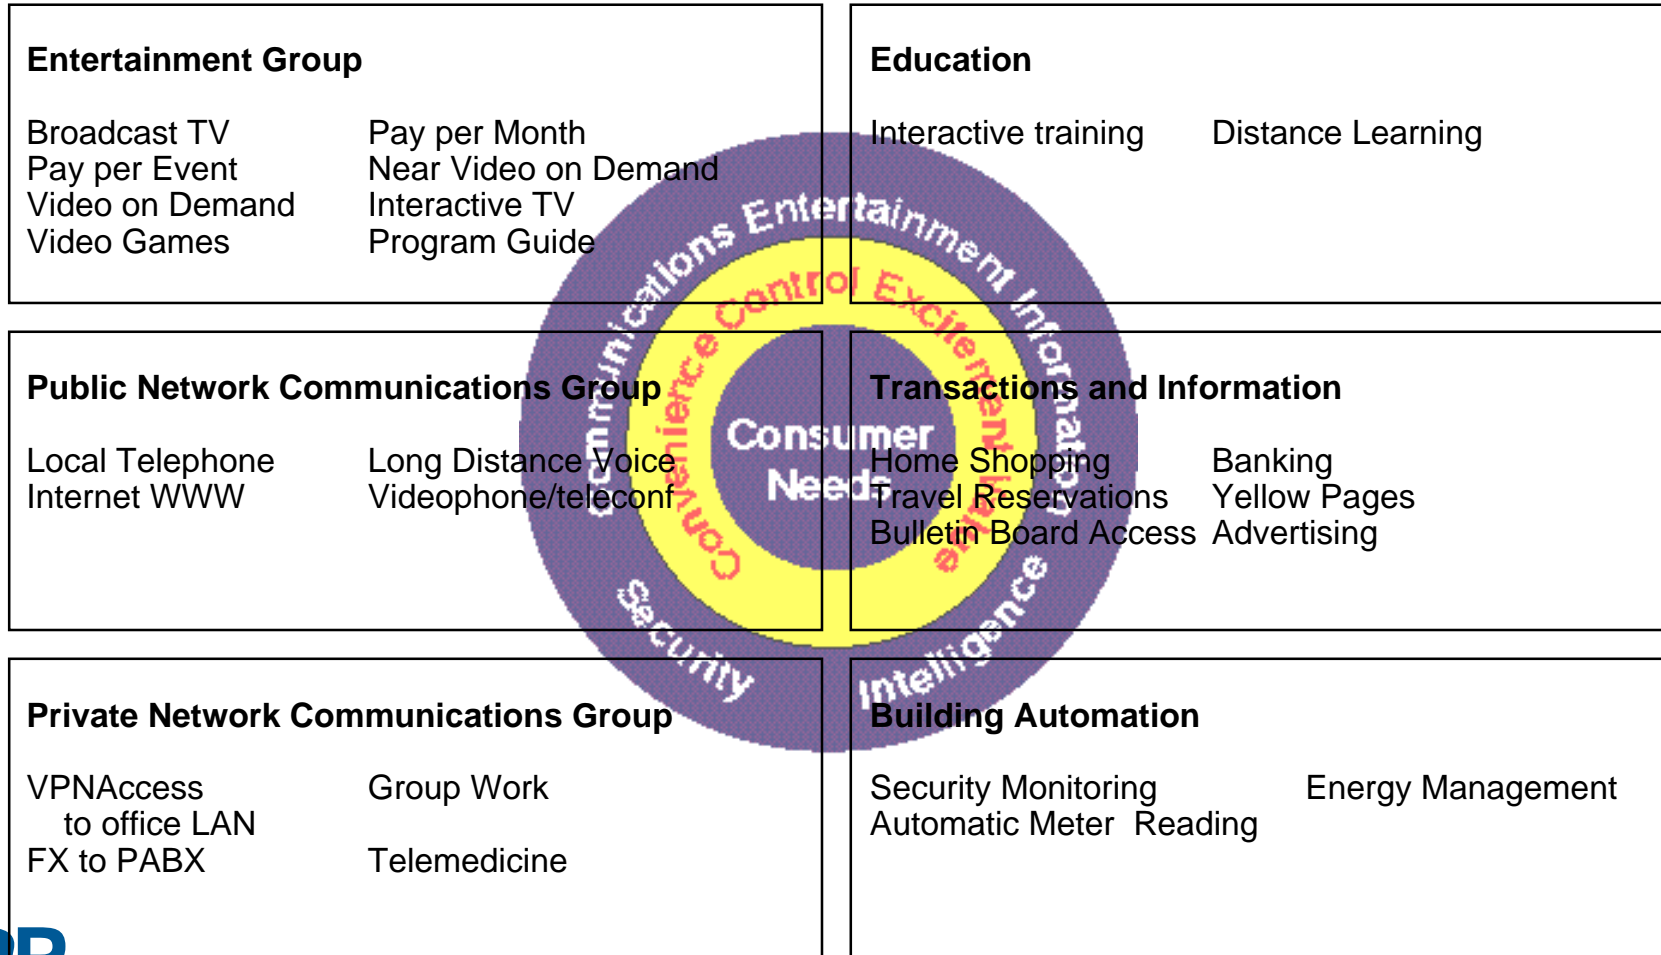 Entertainment Group
Broadcast TV Pay per Month
Pay per Event Near Video on Demand
Video on Demand Interactive TV
Video Games Program Guide
Education
Interactive training Distance Learning
Public Network Communications Group
Local Telephone Long Distance Voice
Internet WWW Videophone/teleconf
Transactions and Information
Home Shopping Banking
Travel Reservations Yellow Pages
Bulletin Board Access Advertising
Private Network Communications Group
VPNAccess Group Work
to office LAN
FX to PABX Telemedicine
Building Automation
Security Monitoring Energy Management
Automatic Meter Reading
Communications Entertainment Information
Security Intelligence
Convenience Control Excitement Value
Consumer
Needs